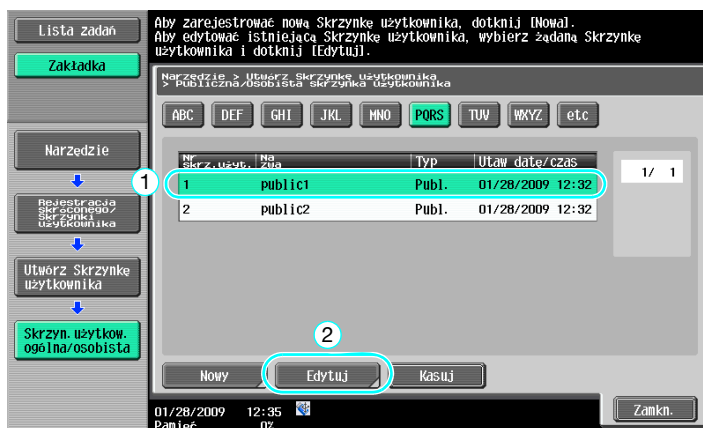 Lista zadań
Zakładka
Aby zarejestrować nową Skrzynkę użytkownika, dotknij [Nowa].
Aby edytować istniejącą Skrzynkę użytkownika, wybierz żądaną Skrzynkę
użytkownika i dotknij [Edytuj].
Narzędzie > Utwórz Skrzynkę użytkownika
> Publiczna/Osobista skrzynka użytkownika
ABC DEF GHI JKL MNO PQRS TUV WXYZ etc
Narzędzie
Rejestracja
skróconego/
Skrzynki
użytkownika
Utwórz Skrzynkę
użytkownika
Skrzyn. użytkow.
ogólna/osobista
Nr
skrz.użyt.
Na
zwa
Typ
Utaw datę/czas
1/ 1
1
1 public1 Publ. 01/28/2009 12:32
2 public2 Publ. 01/28/2009 12:32
2
Nowy Edytuj Kasuj
01/28/2009 12:35
Pamięć 0%
Zamkn.